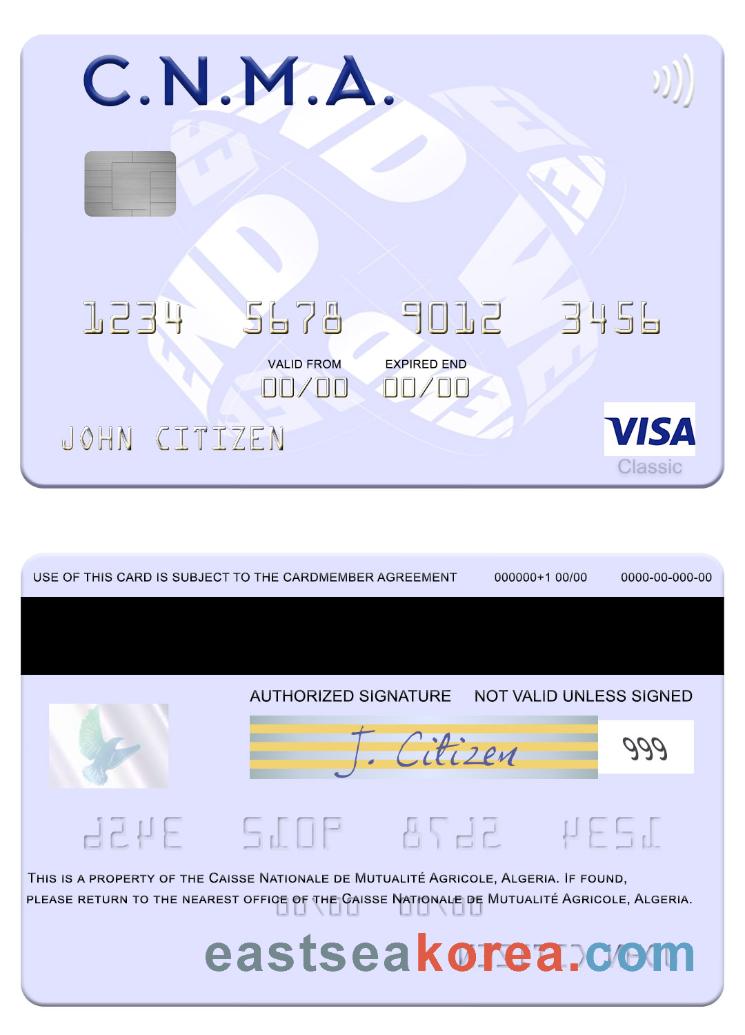 C.N.M.A.
1234 5678 9012 3456
VALID FROM EXPIRED END
00/00 00/00
JOHN CITIZEN
VISA
Classic
USE OF THIS CARD IS SUBJECT TO THE CARDMEMBER AGREEMENT 000000+1 00/00 0000-00-000-00
AUTHORIZED SIGNATURE NOT VALID UNLESS SIGNED
J. Citizen 999
THIS IS A PROPERTY OF THE CAISSE NATIONALE DE MUTUALITÉ AGRICOLE, ALGERIA. IF FOUND,
PLEASE RETURN TO THE NEAREST OFFICE OF THE CAISSE NATIONALE DE MUTUALITÉ AGRICOLE, ALGERIA.
eastseakorea.com